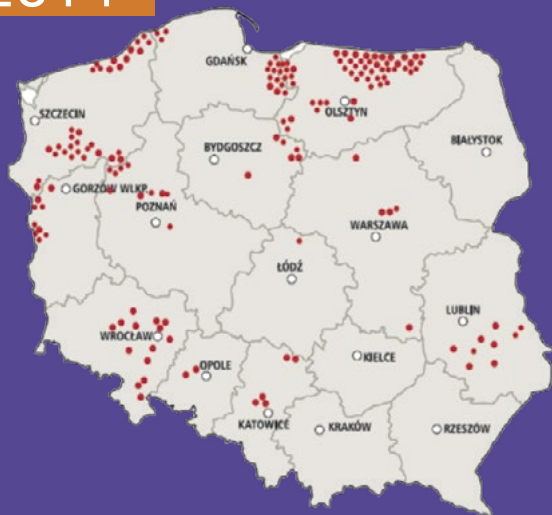 GDAŃSK
SZCZECIN
OLSZTYN
BIAŁYSTOK
BYDGOSZCZ
GORZÓW WLKP.
POZNAŃ
WARSZAWA
ŁÓDŹ
LUBLIN
WROCŁAW
OPOLE
KIELCE
KATOWICE
KRAKÓW
RZESZÓW